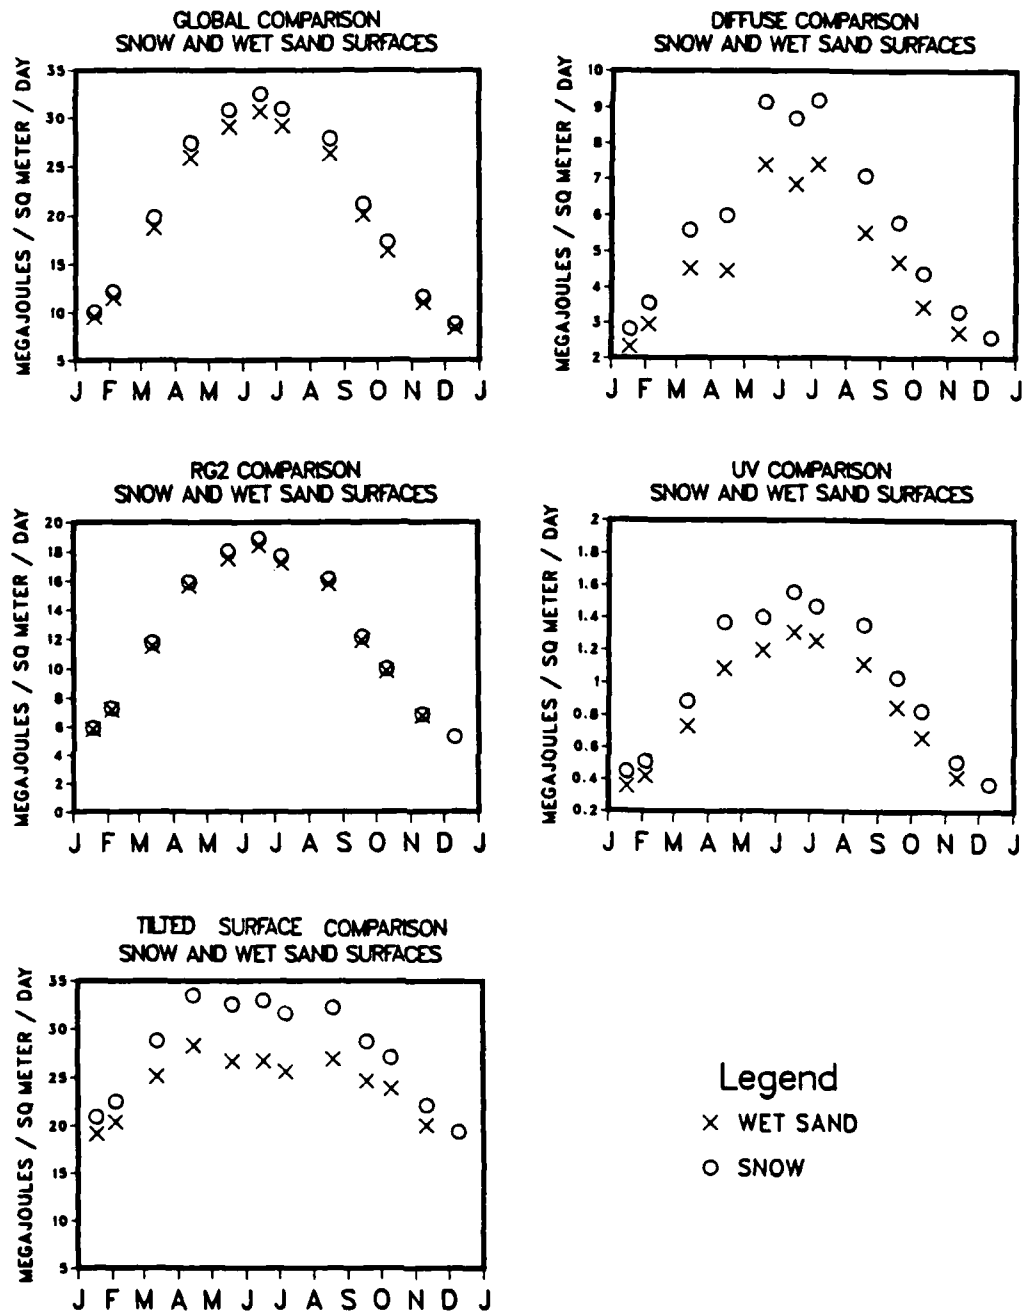 GLOBAL COMPARISON
SNOW AND WET SAND SURFACES
MEGAJOULES / SQ METER / DAY
35
30
25
20
15
10
5
J F M A M J J A S O N D J
DIFFUSE COMPARISON
SNOW AND WET SAND SURFACES
MEGAJOULES / SQ METER / DAY
10
9
8
7
6
5
4
3
2
J F M A M J J A S O N D J
RG2 COMPARISON
SNOW AND WET SAND SURFACES
MEGAJOULES / SQ METER / DAY
20
18
16
14
12
10
8
6
4
2
0
J F M A M J J A S O N D J
UV COMPARISON
SNOW AND WET SAND SURFACES
MEGAJOULES / SQ METER / DAY
2
1.8
1.6
1.4
1.2
1
0.8
0.6
0.4
0.2
J F M A M J J A S O N D J
TILTED SURFACE COMPARISON
SNOW AND WET SAND SURFACES
MEGAJOULES / SQ METER / DAY
35
30
25
20
15
10
5
J F M A M J J A S O N D J
Legend
WET SAND
SNOW